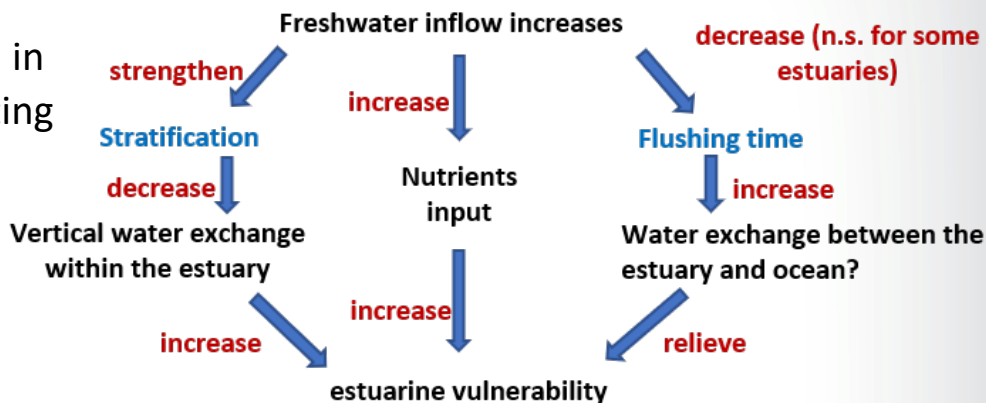 Freshwater inflow increases
in
ting
strengthen
increase
decrease (n.s. for some
estuaries)
Stratification
Flushing time
decrease
Nutrients
input
increase
Vertical water exchange
within the estuary
Water exchange between the
estuary and ocean?
increase
increase
relieve
estuarine vulnerability